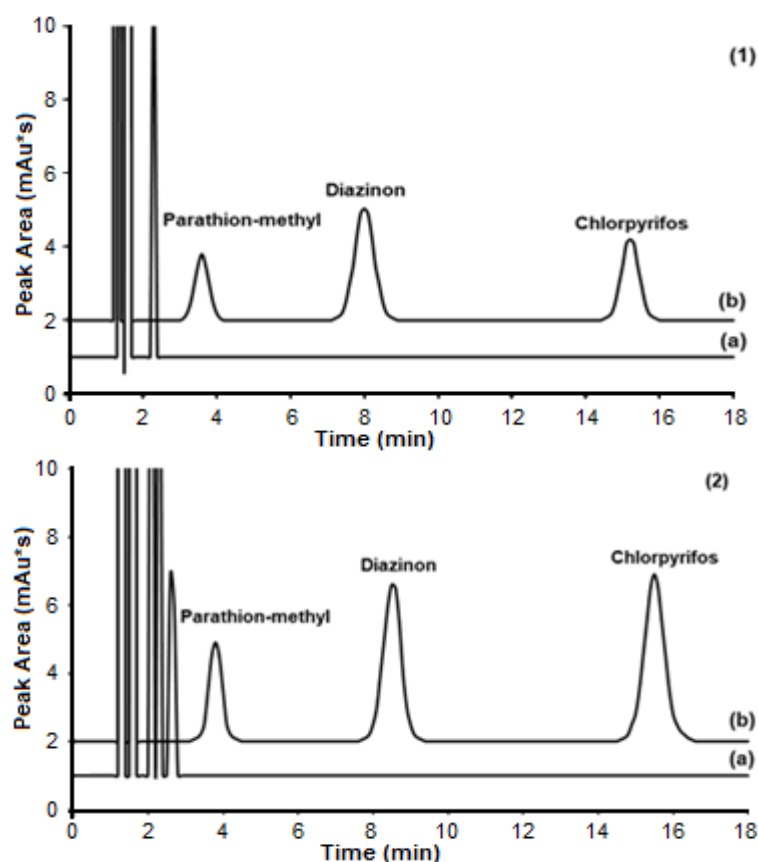 (1)
Peak Area (mAu*s)
10
8
6
4
2
0
Parathion-methyl
Diazinon
Chlorpyrifos
(b)
(a)
0 2 4 6 8 10 12 14 16 18
Time (min)
(2)
Peak Area (mAu*s)
10
8
6
4
2
0
Parathion-methyl
Diazinon
Chlorpyrifos
(b)
(a)
0 2 4 6 8 10 12 14 16 18
Time (min)